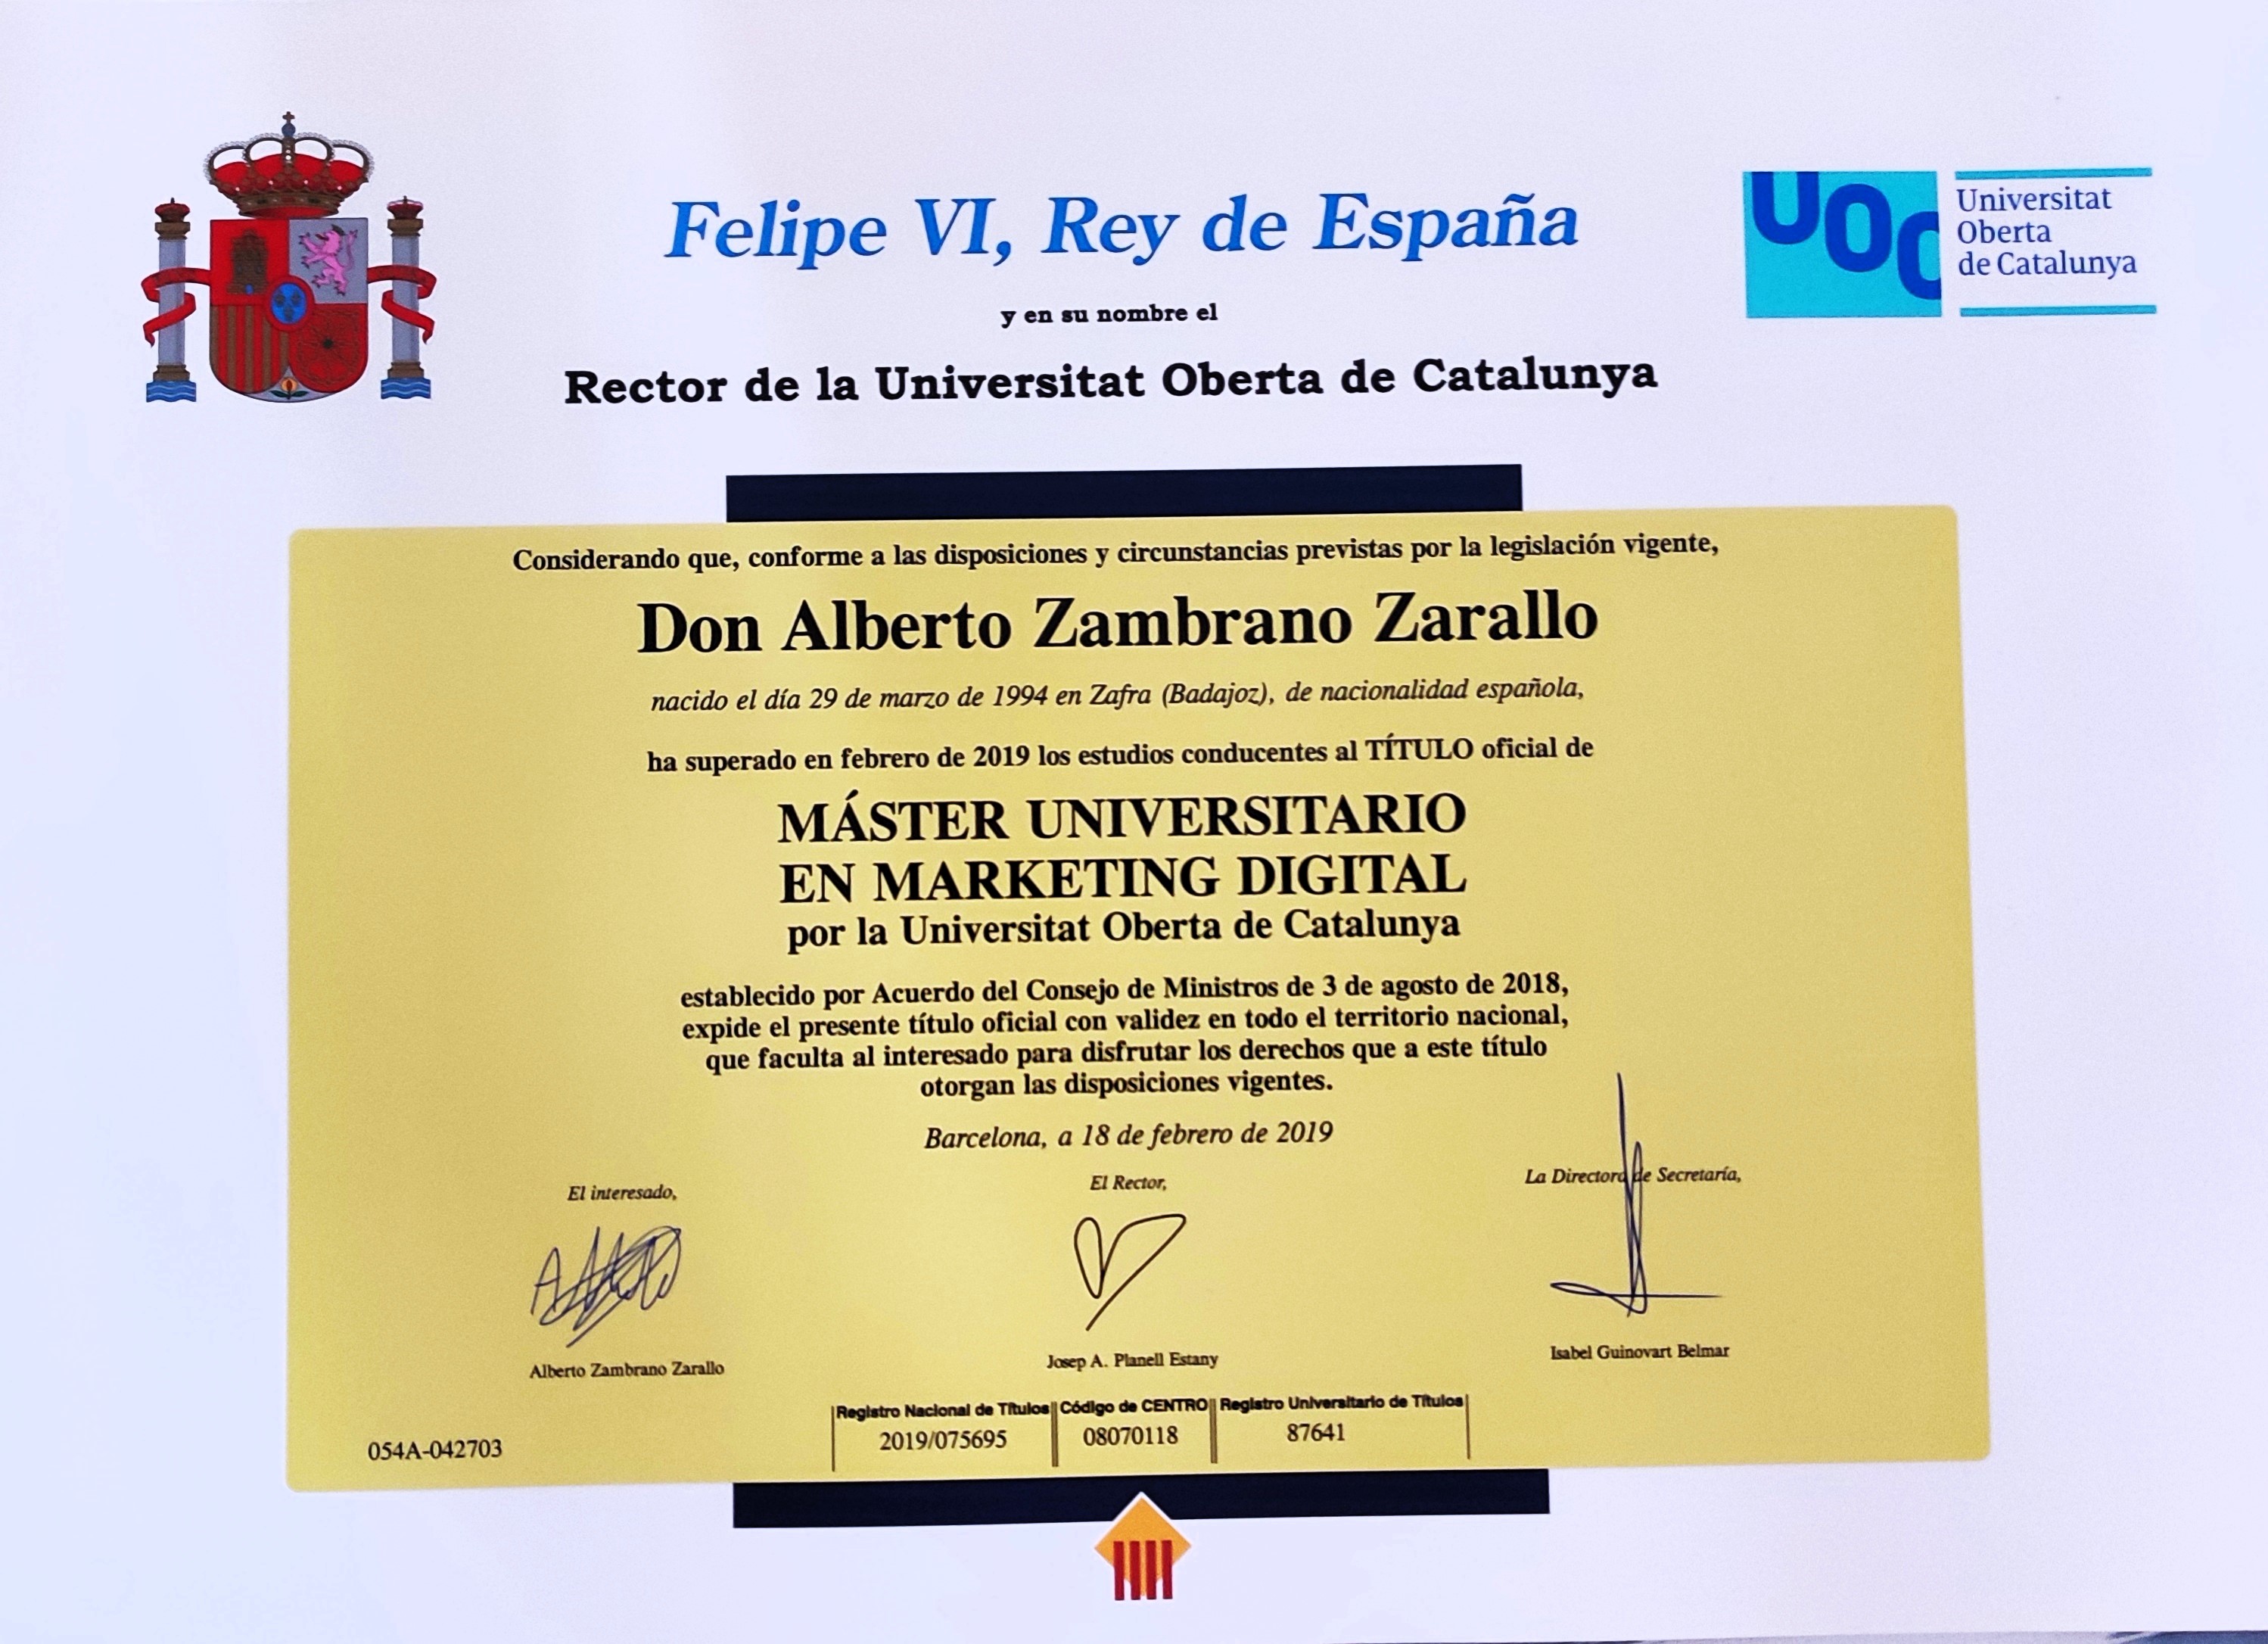 Felipe VI, Rey de España
y en su nombre el
Rector de la Universitat Oberta de Catalunya
UOC
Universitat
Oberta
de Catalunya
Considerando que, conforme a las disposiciones y circunstancias previstas por la legislación vigente,
Don Alberto Zambrano Zarallo
nacido el día 29 de marzo de 1994 en Zafra (Badajoz), de nacionalidad española,
ha superado en febrero de 2019 los estudios conducentes al TÍTULO oficial de
MÁSTER UNIVERSITARIO
EN MARKETING DIGITAL
por la Universitat Oberta de Catalunya
establecido por Acuerdo del Consejo de Ministros de 3 de agosto de 2018,
expide el presente título oficial con validez en todo el territorio nacional,
que faculta al interesado para disfrutar los derechos que a este título
otorgan las disposiciones vigentes.
Barcelona, a 18 de febrero de 2019
El interesado,
El Rector,
La Directora de Secretaría,
Alberto Zambrano Zarallo
Josep A. Planell Estany
Isabel Guinovart Belmar
054A-042703
Registro Nacional de Títulos Código de CENTRO Registro Universitario de Títulos
2019/075695 08070118 87641